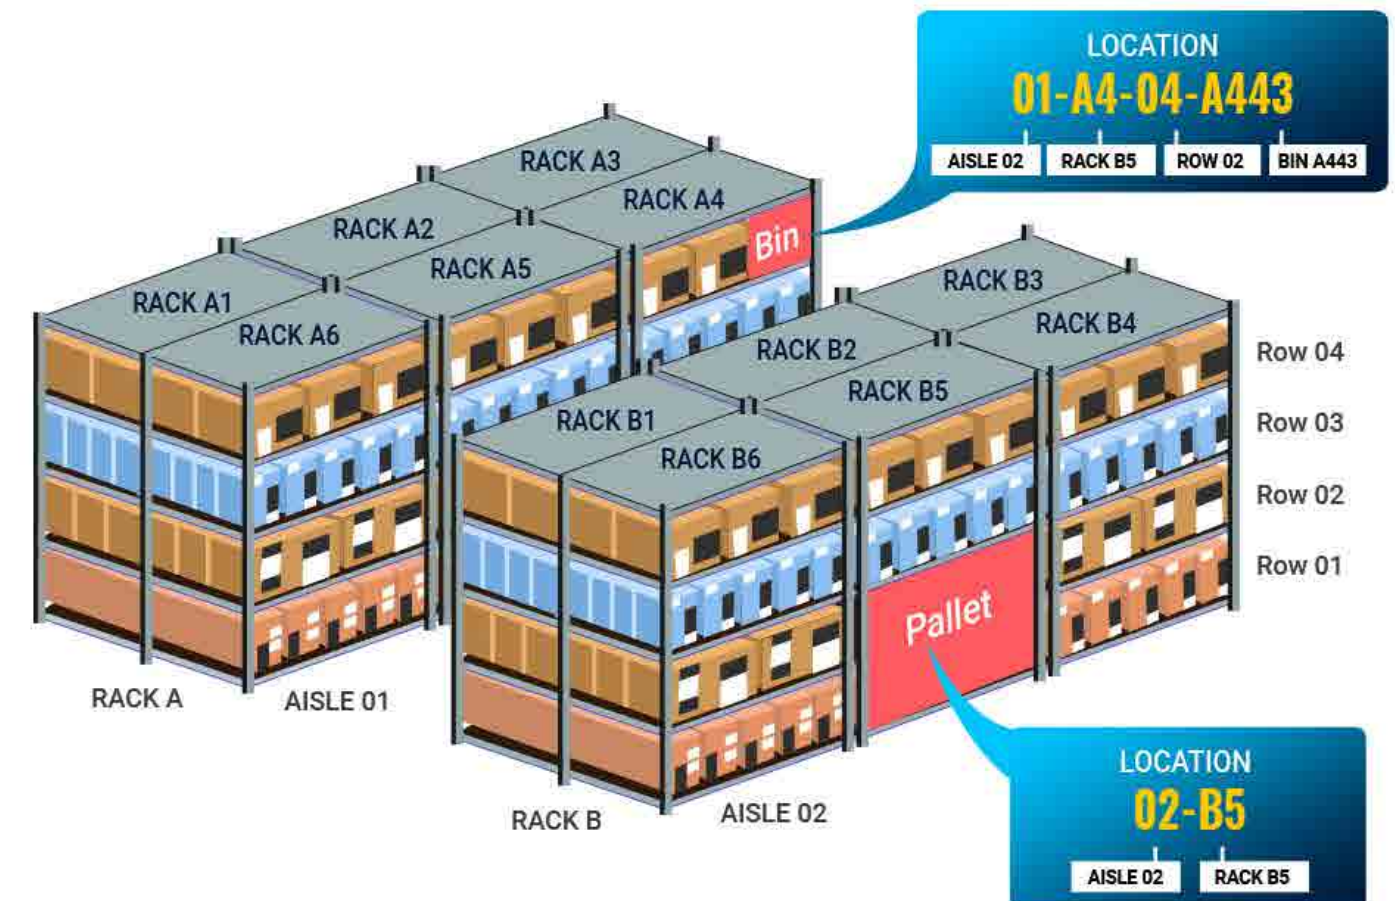 LOCATION
01-A4-04-A443
AISLE 02 RACK B5 ROW 02 BIN A443
RACK A3
RACK A4
RACK A2
RACK A5
RACK A1
RACK A6
Bin
RACK B3
RACK B4
RACK B2
RACK B5
RACK B1
RACK B6
Row 04
Row 03
Row 02
Row 01
Pallet
RACK A
AISLE 01
RACK B
AISLE 02
LOCATION
02-B5
AISLE 02 RACK B5